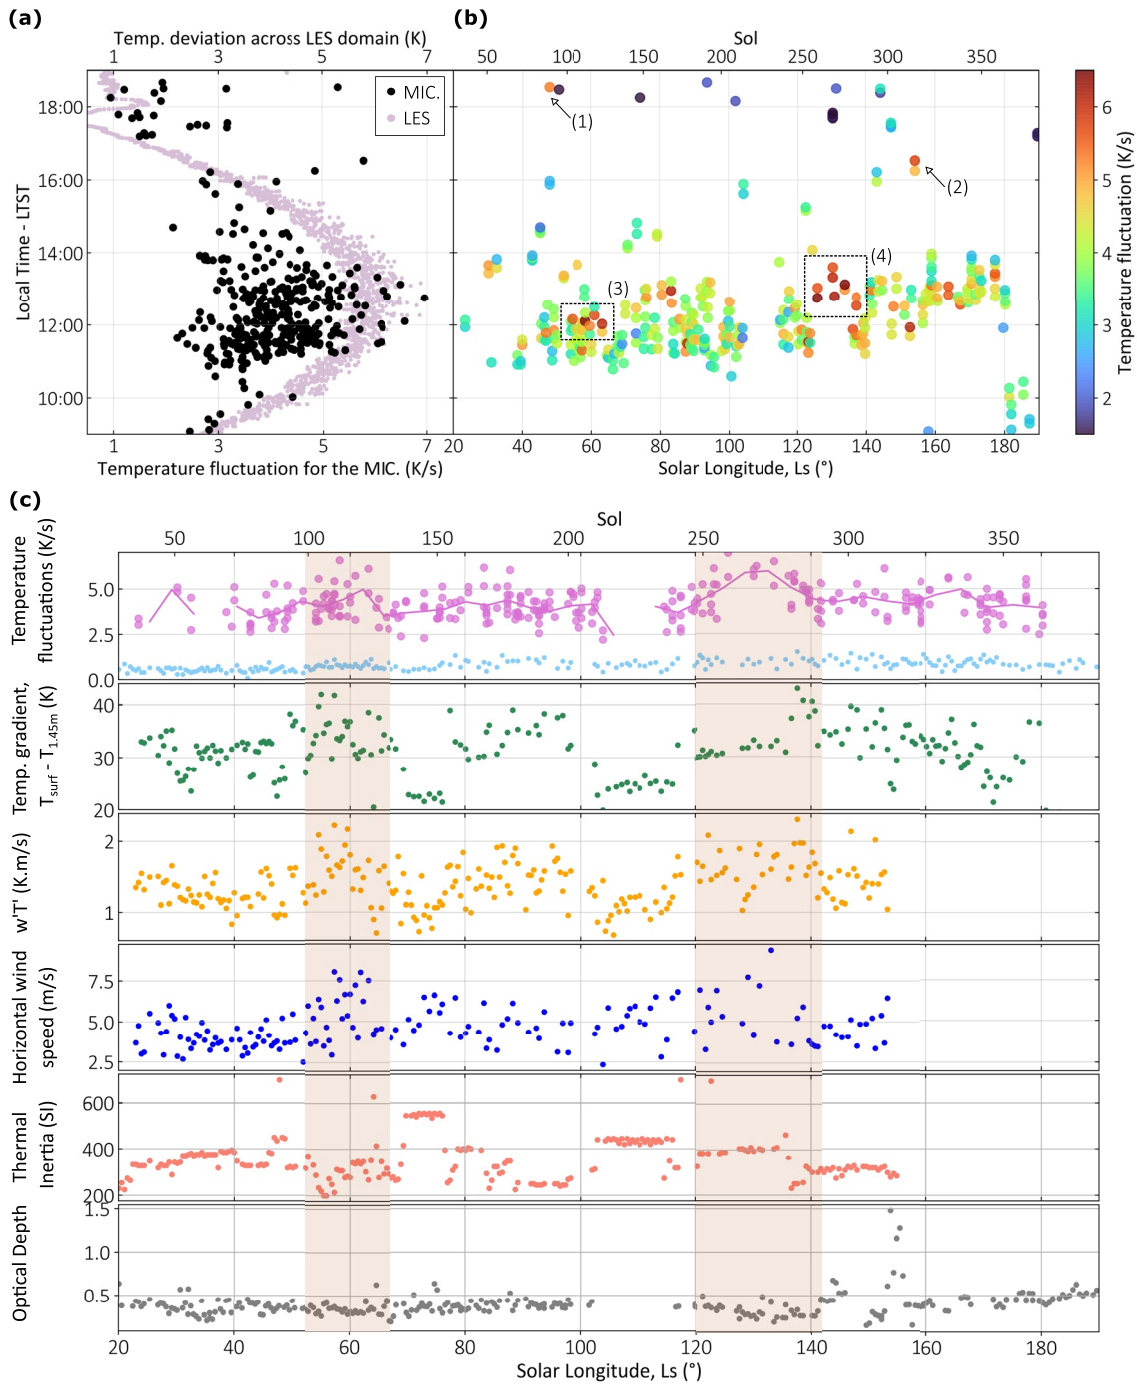 (a)
(b)
Temp. deviation across LES domain (K)
Sol
1 3 5 7
50 100 150 200 250 300 350
MIC.
LES
18:00
16:00
14:00
12:00
10:00
Local Time - LTST
(1)
(2)
(3)
(4)
6
5
4
3
2
Temperature fluctuation (K/s)
1 3 5 7
20 40 60 80 100 120 140 160 180
Temperature fluctuation for the MIC. (K/s)
Solar Longitude, Ls (°)
(c)
Sol
50 100 150 200 250 300 350
Temperature
fluctuations (K/s)
5.0
2.5
0.0
Temp. gradient,
Tsurf - T1.45m (K)
40
30
20
w'T' (K.m/s)
2
1
Horizontal wind
speed (m/s)
7.5
5.0
2.5
Thermal
Inertia (SI)
600
400
200
Optical Depth
1.5
1.0
0.5
20 40 60 80 100 120 140 160 180
Solar Longitude, Ls (°)